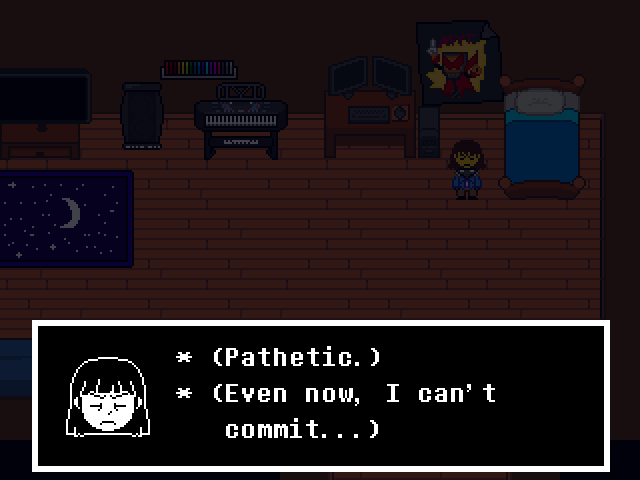 * (Pathetic.)
* (Even now, I can't
commit...)